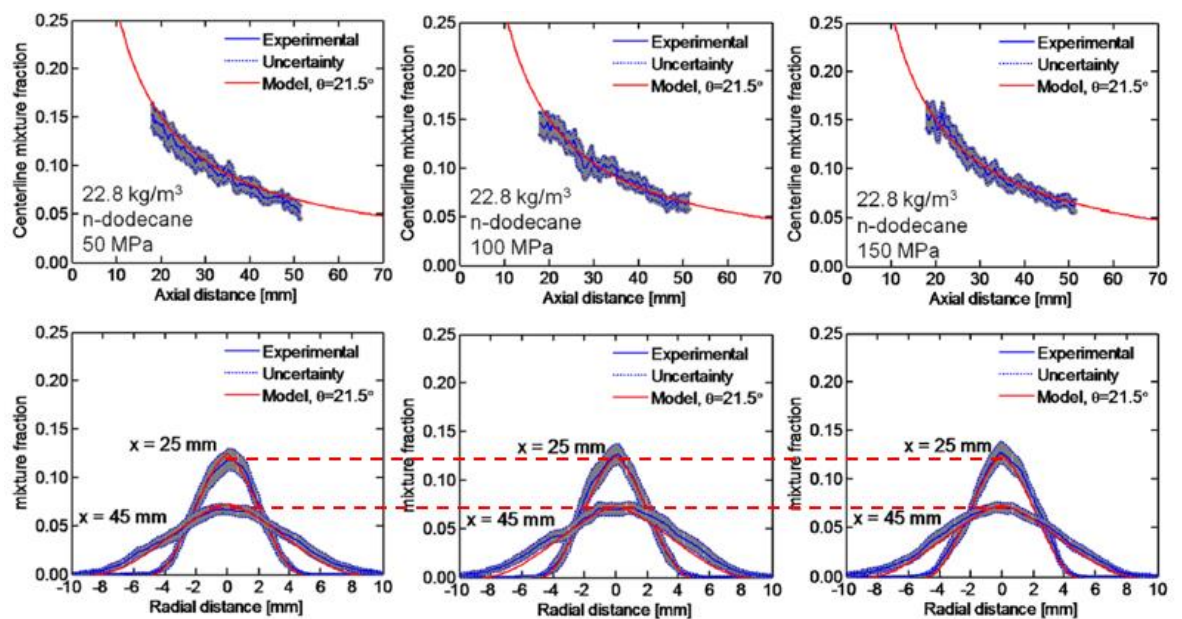 Centerline mixture fraction
0.25
0.20
0.15
0.10
0.05
0.00
Experimental
Uncertainty
Model, θ=21.5°
22.8 kg/m³
n-dodecane
50 MPa
0 10 20 30 40 50 60 70
Axial distance [mm]
Centerline mixture fraction
0.25
0.20
0.15
0.10
0.05
0.00
Experimental
Uncertainty
Model, θ=21.5°
22.8 kg/m³
n-dodecane
100 MPa
0 10 20 30 40 50 60 70
Axial distance [mm]
Centerline mixture fraction
0.25
0.20
0.15
0.10
0.05
0.00
Experimental
Uncertainty
Model, θ=21.5°
22.8 kg/m³
n-dodecane
150 MPa
0 10 20 30 40 50 60 70
Axial distance [mm]
mixture fraction
0.25
0.20
0.15
0.10
0.05
0.00
Experimental
Uncertainty
Model, θ=21.5°
x = 25 mm
x = 45 mm
-10 -8 -6 -4 -2 0 2 4 6 8 10
Radial distance [mm]
mixture fraction
0.25
0.20
0.15
0.10
0.05
0.00
Experimental
Uncertainty
Model, θ=21.5°
x = 25 mm
x = 45 mm
-10 -8 -6 -4 -2 0 2 4 6 8 10
Radial distance [mm]
mixture fraction
0.25
0.20
0.15
0.10
0.05
0.00
Experimental
Uncertainty
Model, θ=21.5°
x = 25 mm
x = 45 mm
-10 -8 -6 -4 -2 0 2 4 6 8 10
Radial distance [mm]